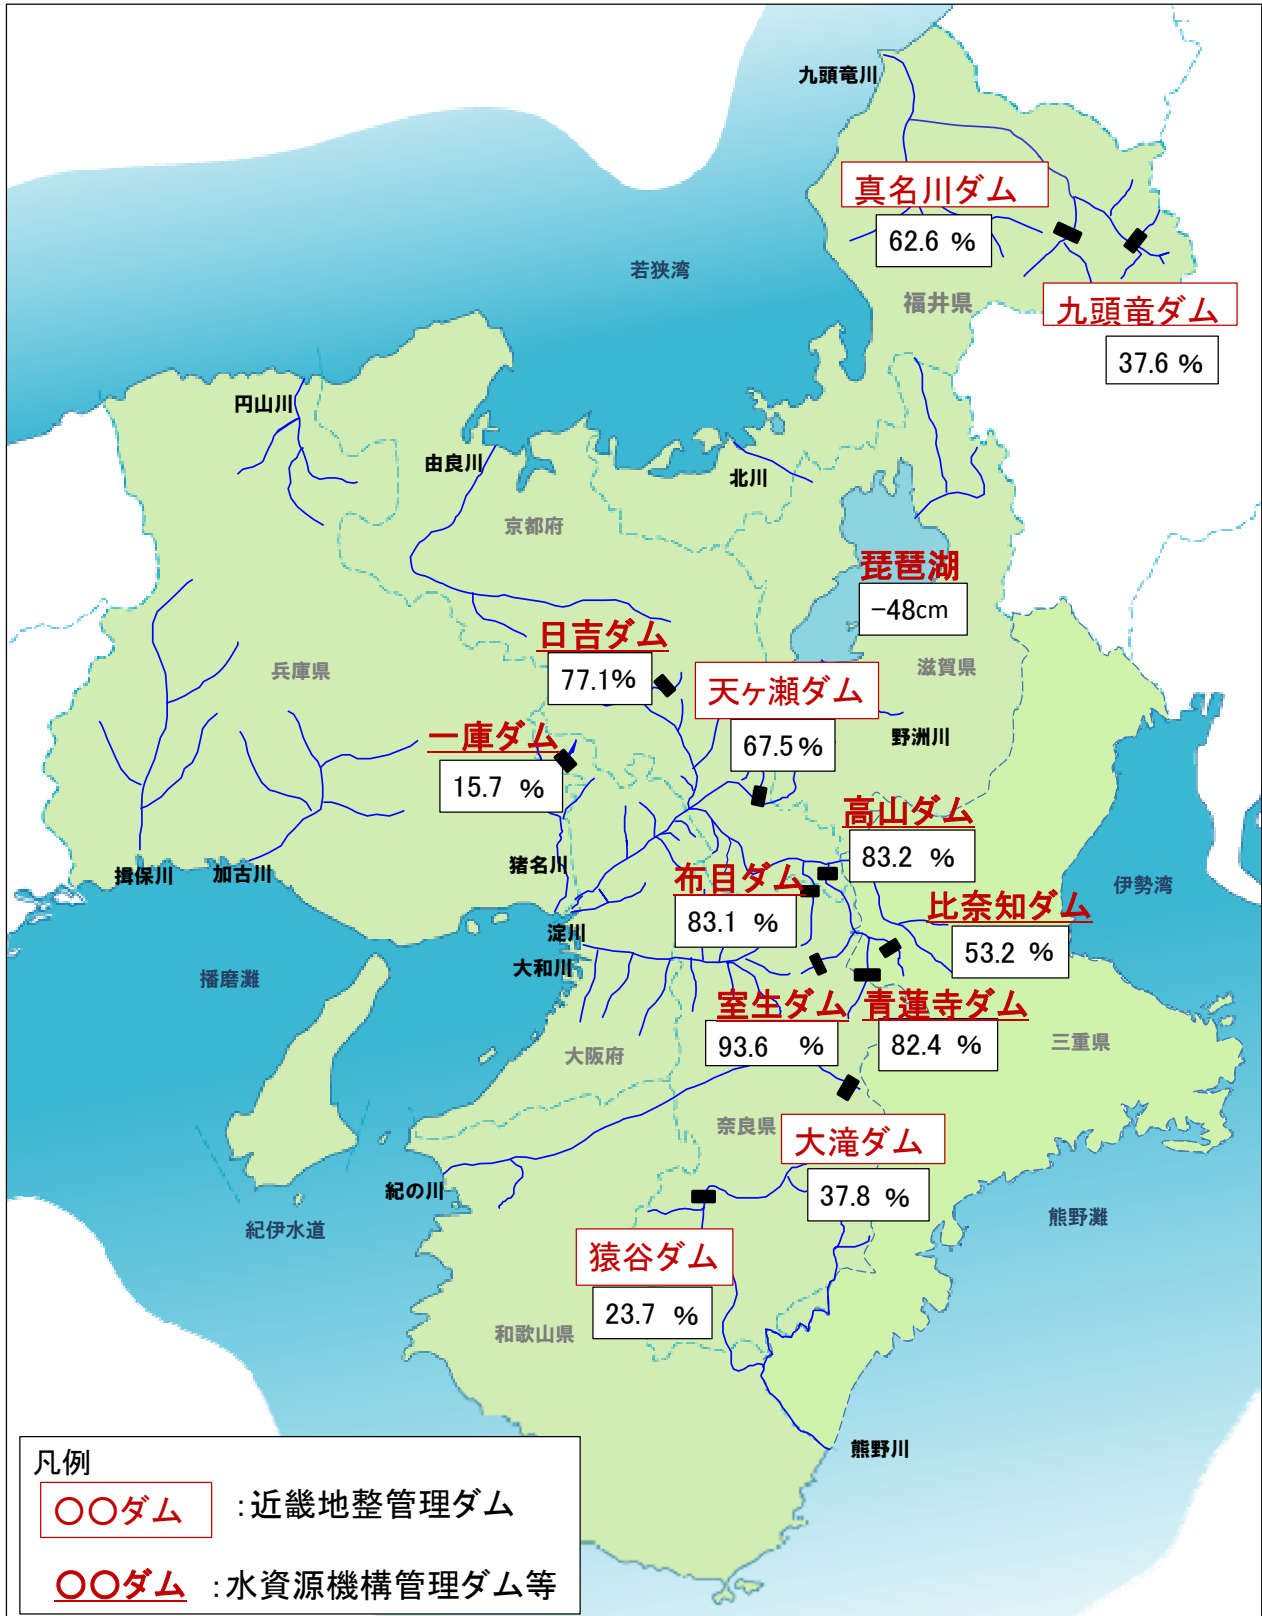 九頭竜川
真名川ダム
62.6 %
若狭湾
福井県
九頭竜ダム
37.6 %
円山川
由良川
北川
京都府
琵琶湖
-48cm
日吉ダム
77.1%
兵庫県
滋賀県
天ヶ瀬ダム
67.5%
野洲川
一庫ダム
15.7 %
高山ダム
83.2 %
猪名川
揖保川
加古川
布目ダム
83.1 %
伊勢湾
比奈知ダム
53.2 %
淀川
大和川
播磨灘
室生ダム
93.6 %
青蓮寺ダム
82.4 %
大阪府
三重県
奈良県
大滝ダム
37.8 %
紀の川
紀伊水道
熊野灘
猿谷ダム
23.7 %
和歌山県
熊野川
凡例
〇〇ダム :近畿地整管理ダム
〇〇ダム :水資源機構管理ダム等